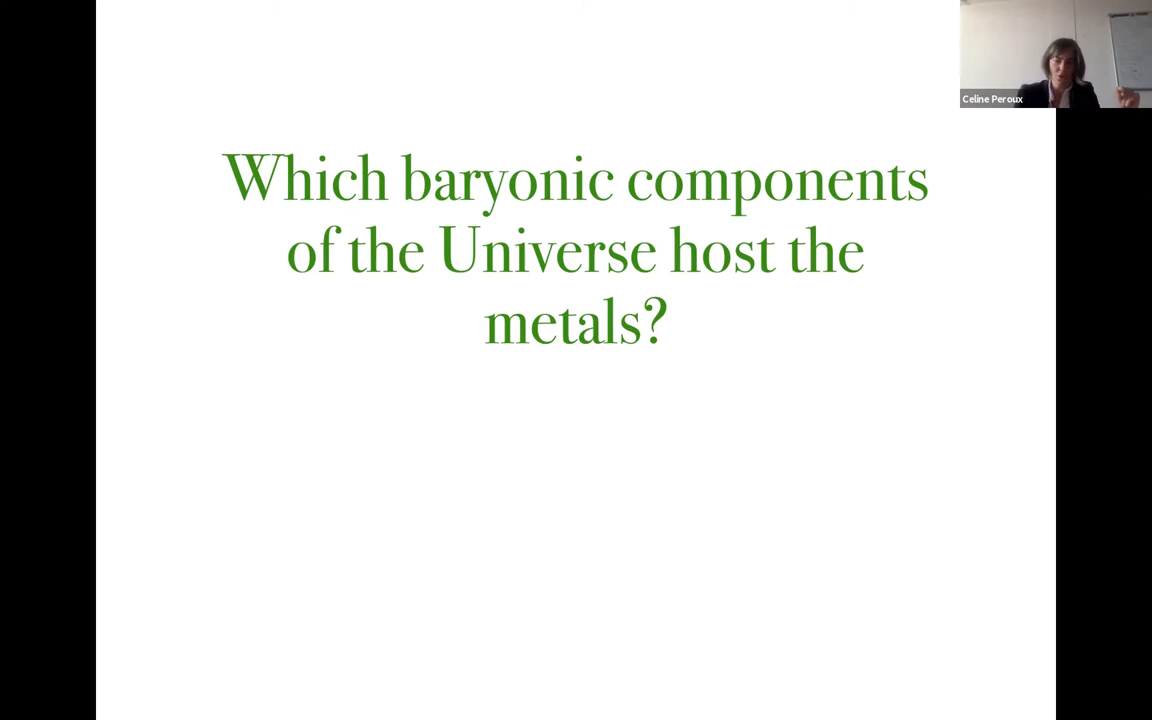 Celine Peroux
Which baryonic components
of the Universe host the
metals?